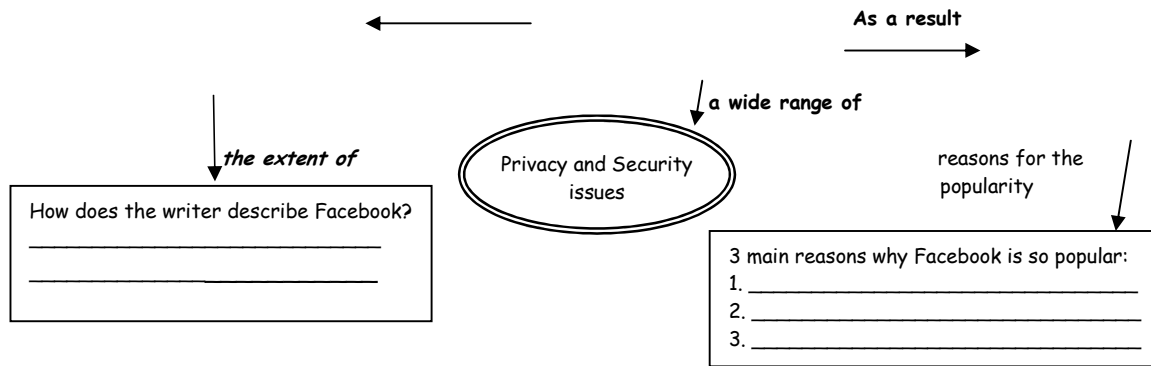 As a result
a wide range of
the extent of
Privacy and Security
issues
reasons for the
popularity
How does the writer describe Facebook?
3 main reasons why Facebook is so popular:
1.
2.
3.